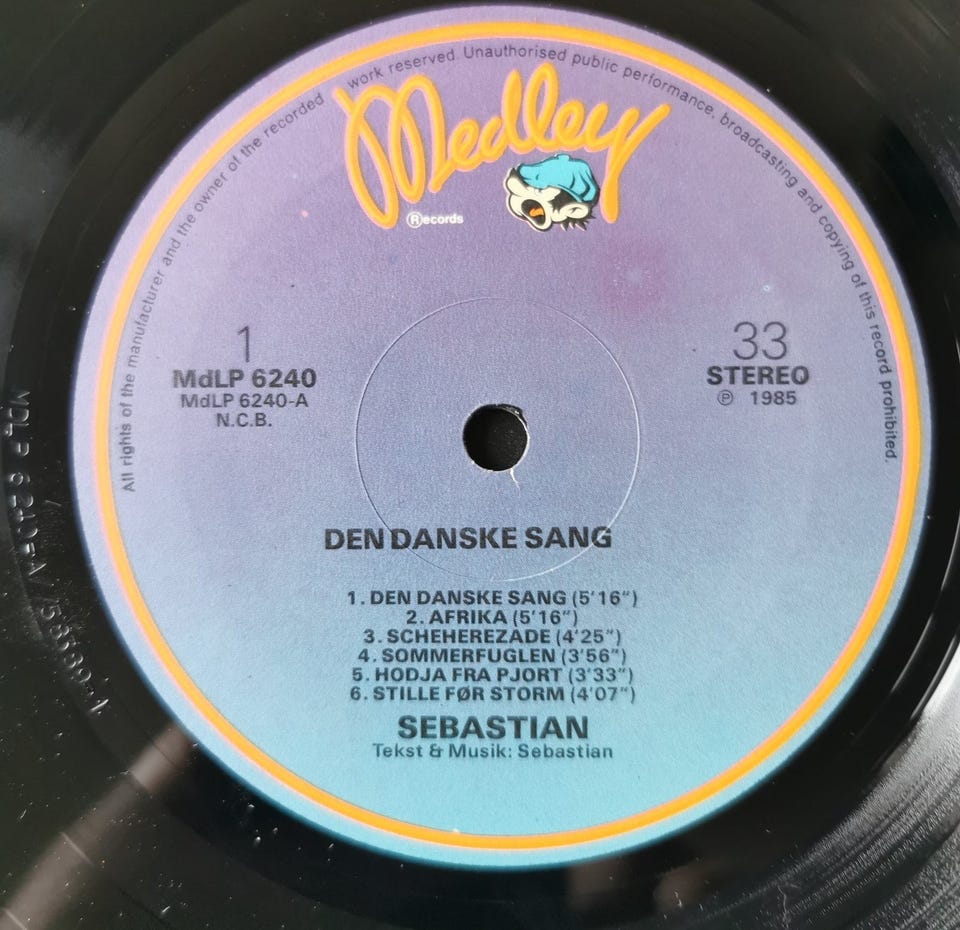 All rights of the manufacturer and the owner of the recorded work reserved. Unauthorised public performance, broadcasting and copying of this record prohibited.
Medley
®ecords
1
MdLP 6240
MdLP 6240-A
N.C.B.
33
STEREO
℗ 1985
DEN DANSKE SANG
1. DEN DANSKE SANG (5'16")
2. AFRIKA (5'16")
3. SCHEHEREZADE (4'25")
4. SOMMERFUGLEN (3'56")
5. HODJA FRA PJORT (3'33")
6. STILLE FØR STORM (4'07")
SEBASTIAN
Tekst & Musik: Sebastian